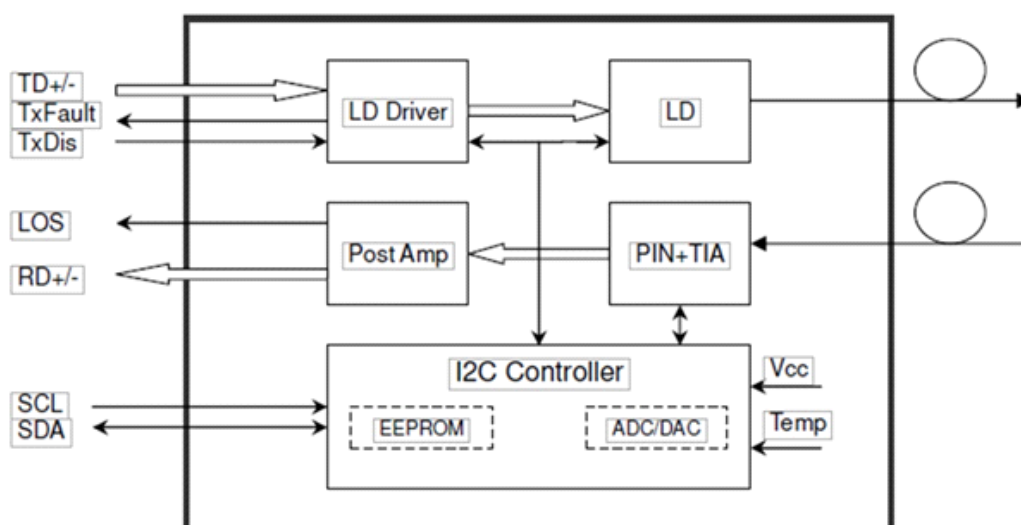 TD+/-
TxFault
TxDis
LD Driver
LD
LOS
RD+/-
Post Amp
PIN+TIA
I2C Controller
EEPROM
ADC/DAC
SCL
SDA
Vcc
Temp